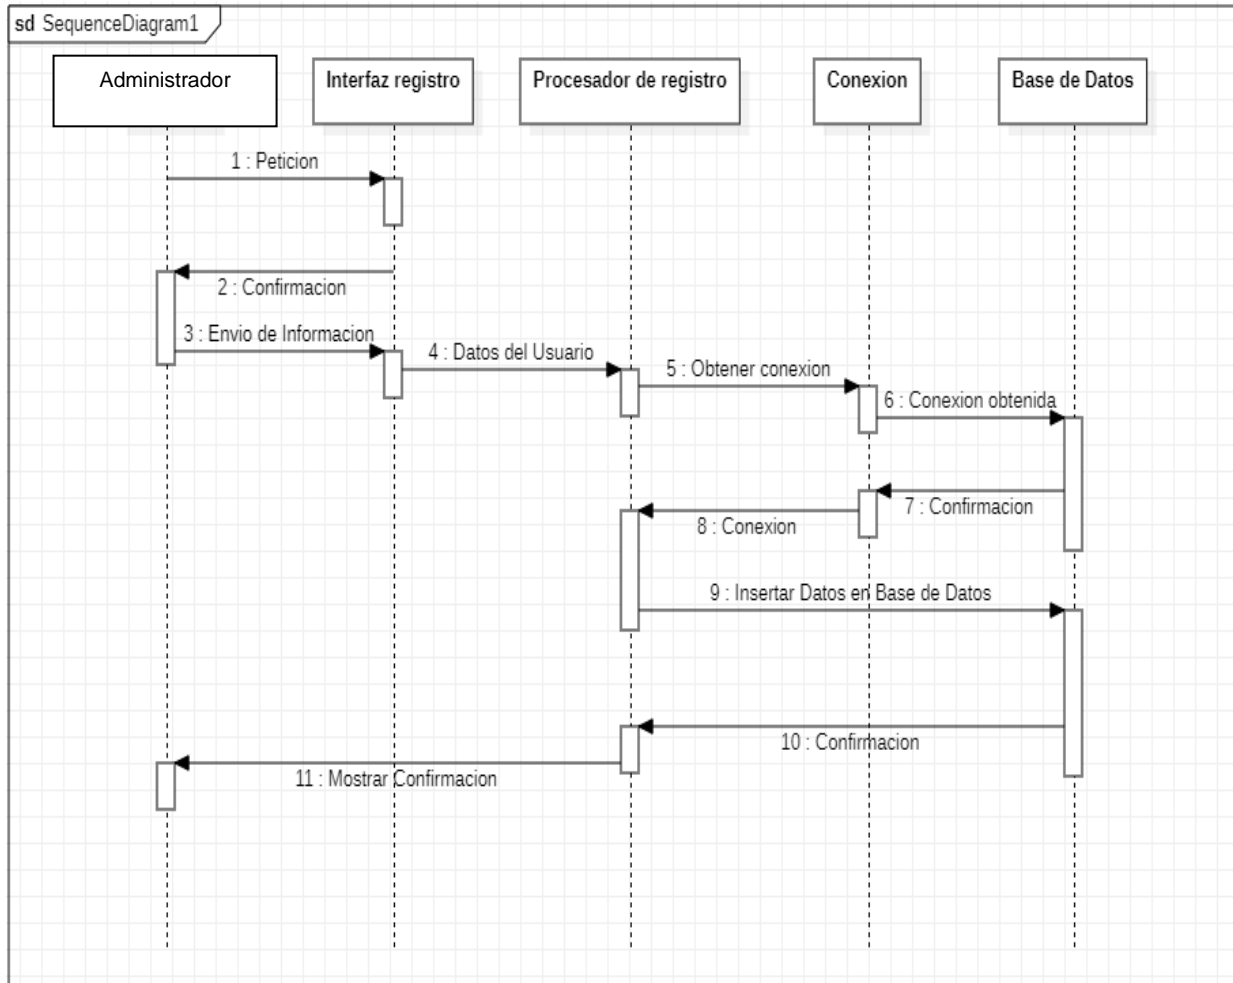 sd SequenceDiagram1
Administrador
Interfaz registro
Procesador de registro
Conexion
Base de Datos
1 : Peticion
2 : Confirmacion
3 : Envio de Informacion
4 : Datos del Usuario
5 : Obtener conexion
6 : Conexion obtenida
7 : Confirmacion
8 : Conexion
9 : Insertar Datos en Base de Datos
10 : Confirmacion
11 : Mostrar Confirmacion